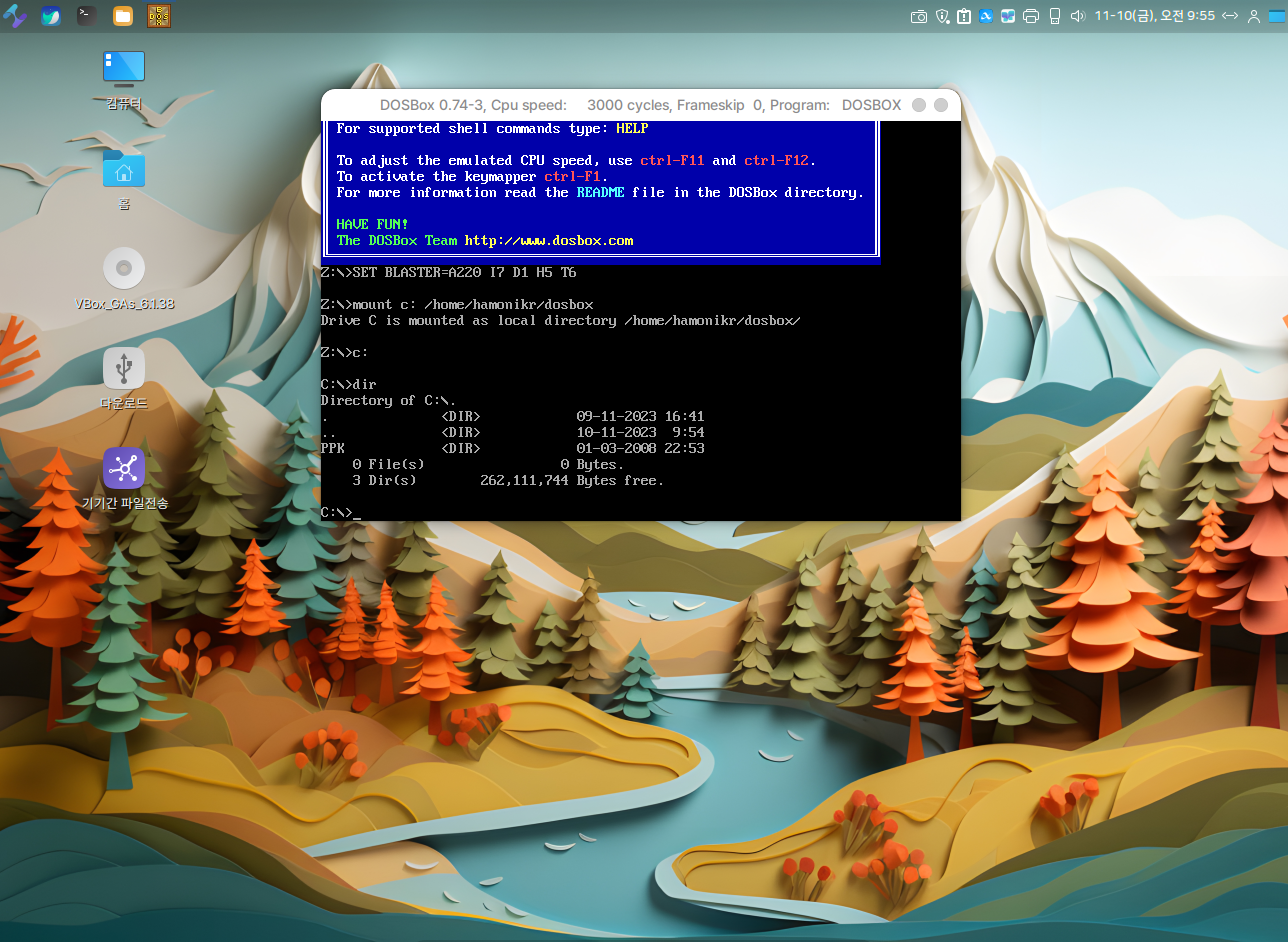 11-10(금), 오전 9:55
컴퓨터
홈
VBox_GAs_6.1.38
다운로드
기기간 파일전송
DOSBox 0.74-3, Cpu speed:    3000 cycles, Frameskip  0, Program:   DOSBOX
For supported shell commands type: HELP
To adjust the emulated CPU speed, use ctrl-F11 and ctrl-F12.
To activate the keymapper ctrl-F1.
For more information read the README file in the DOSBox directory.
HAVE FUN!
The DOSBox Team http://www.dosbox.com
Z:\>SET BLASTER=A220 I7 D1 H5 T6
Z:\>mount c: /home/hamonikr/dosbox
Drive C is mounted as local directory /home/hamonikr/dosbox/
Z:\>c:
C:\>dir
Directory of C:\.
.              <DIR>            09-11-2023 16:41
..             <DIR>            10-11-2023  9:54
PPK            <DIR>            01-03-2008 22:53
    0 File(s)                 0 Bytes.
    3 Dir(s)        262,111,744 Bytes free.
C:\>_